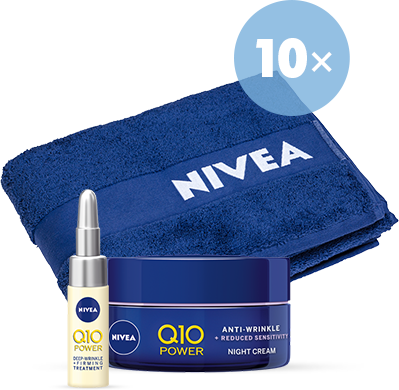 10×
NIVEA
NIVEA
Q10
POWER
DEEP-WRINKLE
+ FIRMING
TREATMENT
NIVEA
Q10
POWER
ANTI-WRINKLE
+ REDUCED SENSITIVITY
NIGHT CREAM